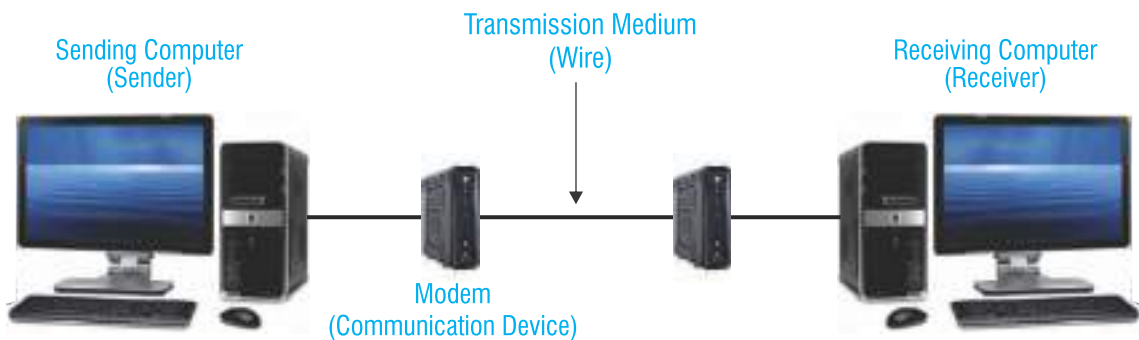 Transmission Medium
(Wire)
Sending Computer
(Sender)
Receiving Computer
(Receiver)
Modem
(Communication Device)